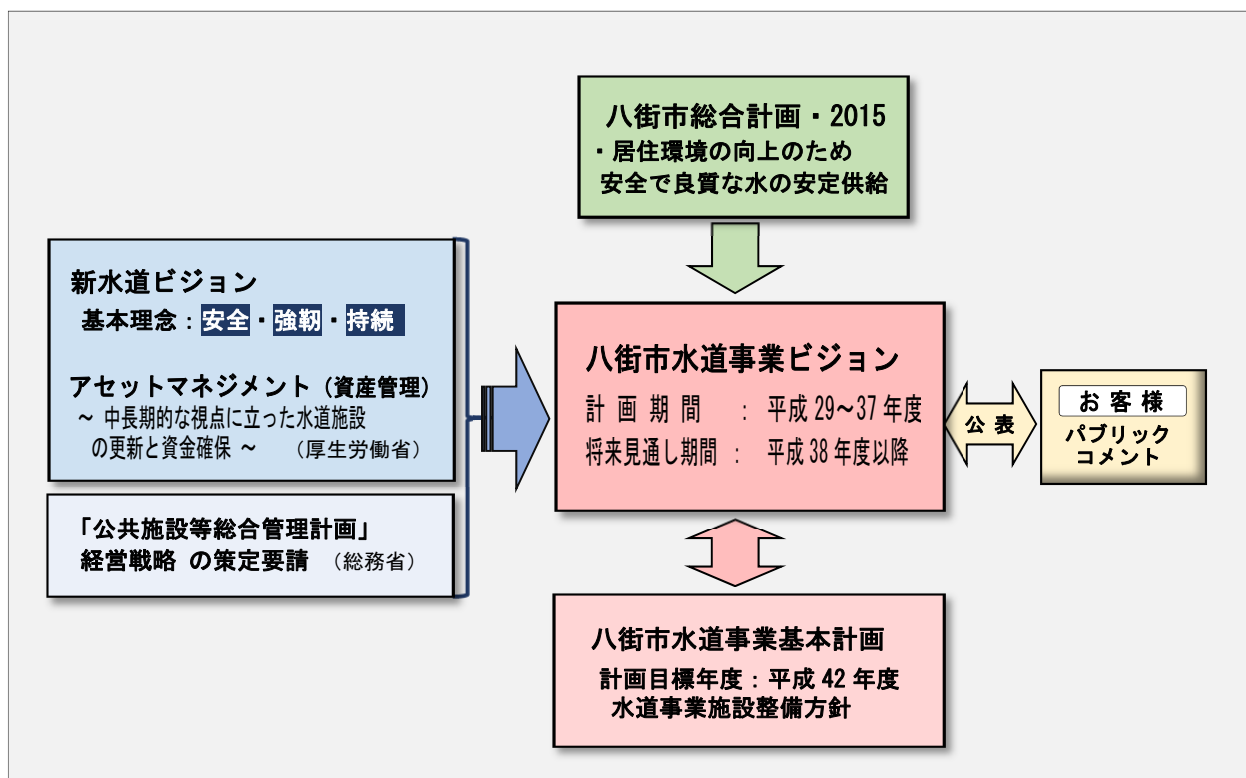 八街市総合計画・2015
・居住環境の向上のため
安全で良質な水の安定供給
新水道ビジョン
基本理念：安全・強靭・持続
アセットマネジメント（資産管理）
～ 中長期的な視点に立った水道施設
の更新と資金確保 ～ （厚生労働省）
「公共施設等総合管理計画」
経営戦略 の策定要請 （総務省）
八街市水道事業ビジョン
計画期間 ： 平成 29～37 年度
将来見通し期間 ： 平成 38 年度以降
公表
お客様
パブリック
コメント
八街市水道事業基本計画
計画目標年度：平成 42 年度
水道事業施設整備方針